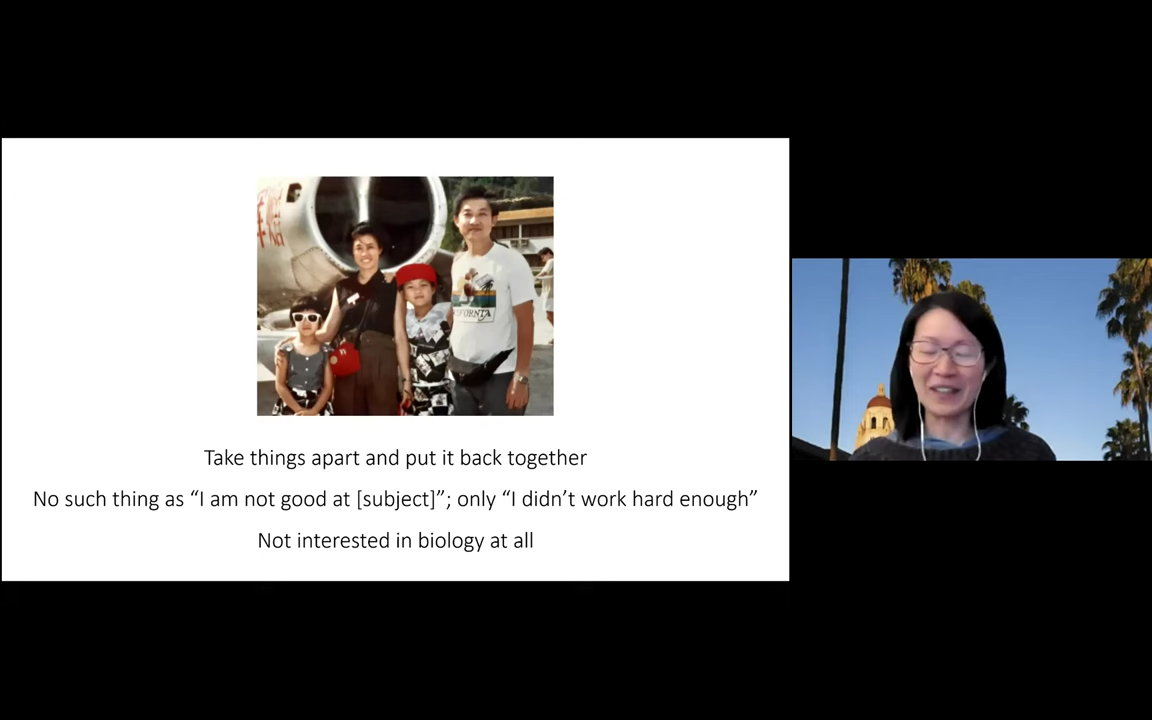 Take things apart and put it back together
No such thing as “I am not good at [subject]”; only “I didn’t work hard enough”
Not interested in biology at all